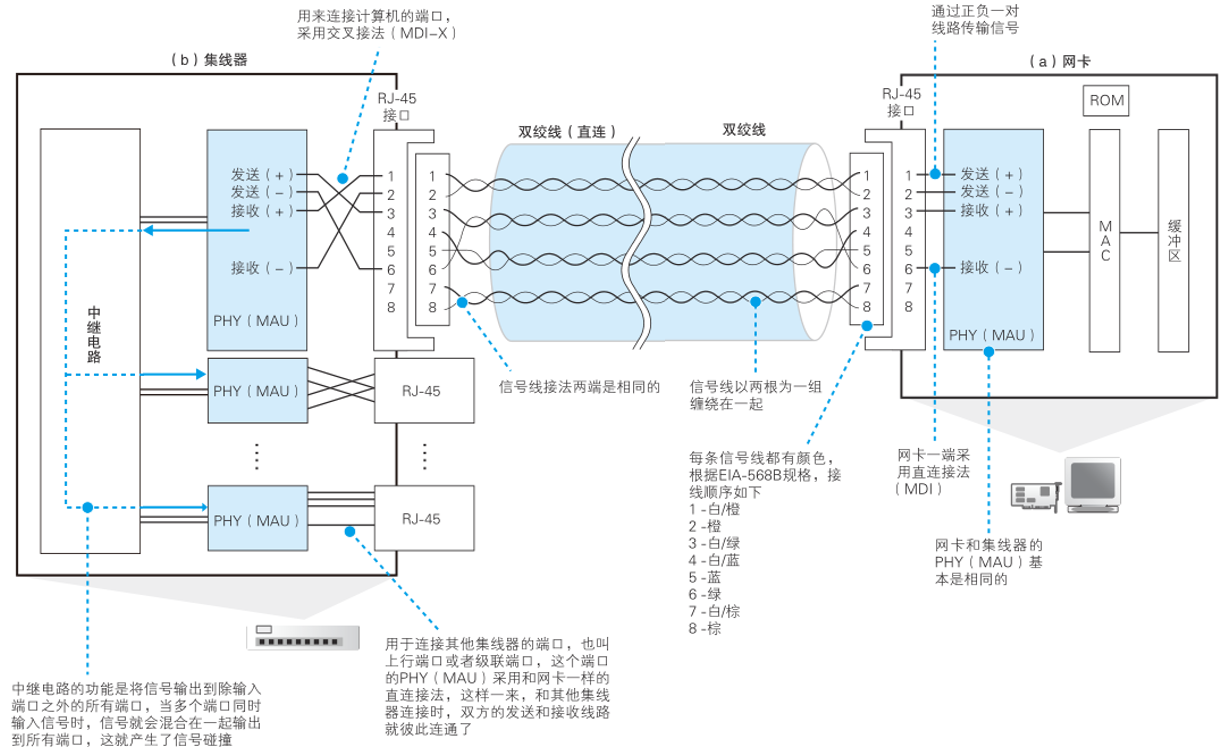 用来连接计算机的端口，
采用交叉接法（MDI-X）
通过正负一对
线路传输信号
（b）集线器
（a）网卡
RJ-45
接口
双绞线（直连）
双绞线
RJ-45
接口
ROM
发送（+）
发送（-）
接收（+）
接收（-）
PHY（MAU）
1
2
3
4
5
6
7
8
1
2
3
4
5
6
7
8
1
2
3
4
5
6
7
8
1
2
3
4
5
6
7
8
发送（+）
发送（-）
接收（+）
接收（-）
PHY（MAU）
MAC
缓冲区
中继电路
PHY（MAU）
RJ-45
PHY（MAU）
RJ-45
信号线接法两端是相同的
信号线以两根为一组
缠绕在一起
每条信号线都有颜色，
根据EIA-568B规格，接
线顺序如下
1-白/橙
2-橙
3-白/绿
4-白/蓝
5-蓝
6-绿
7-白/棕
8-棕
网卡一端采
用直连接法
（MDI）
网卡和集线器的
PHY（MAU）基
本是相同的
用于连接其他集线器的端口，也叫
上行端口或者级联端口，这个端口
的PHY（MAU）采用和网卡一样的
直连接法，这样一来，和其他集线
器连接时，双方的发送和接收线路
就彼此连通了
中继电路的功能是将信号输出到除输入
端口之外的所有端口，当多个端口同时
输入信号时，信号就会混合在一起输出
到所有端口，这就产生了信号碰撞